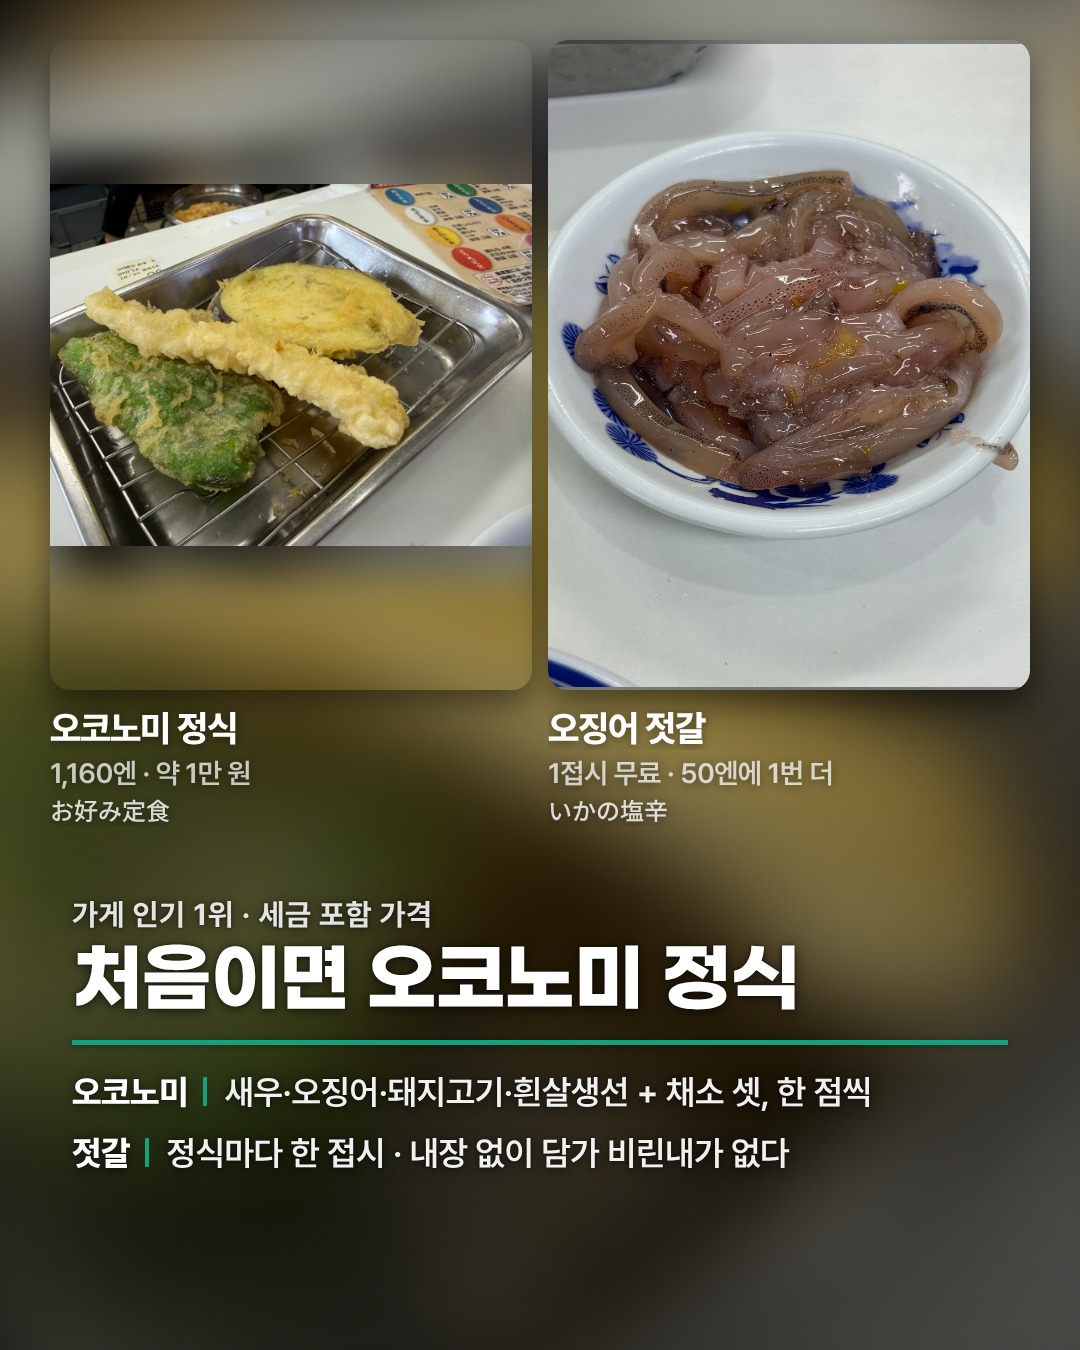 오코노미 정식
1,160엔 · 약 1만 원
お好み定食
오징어 젓갈
1접시 무료 · 50엔에 1번 더
いかの塩辛
가게 인기 1위 · 세금 포함 가격
처음이면 오코노미 정식
오코노미 | 새우·오징어·돼지고기·흰살생선 + 채소 셋, 한 점씩
젓갈 | 정식마다 한 접시 · 내장 없이 담가 비린내가 없다